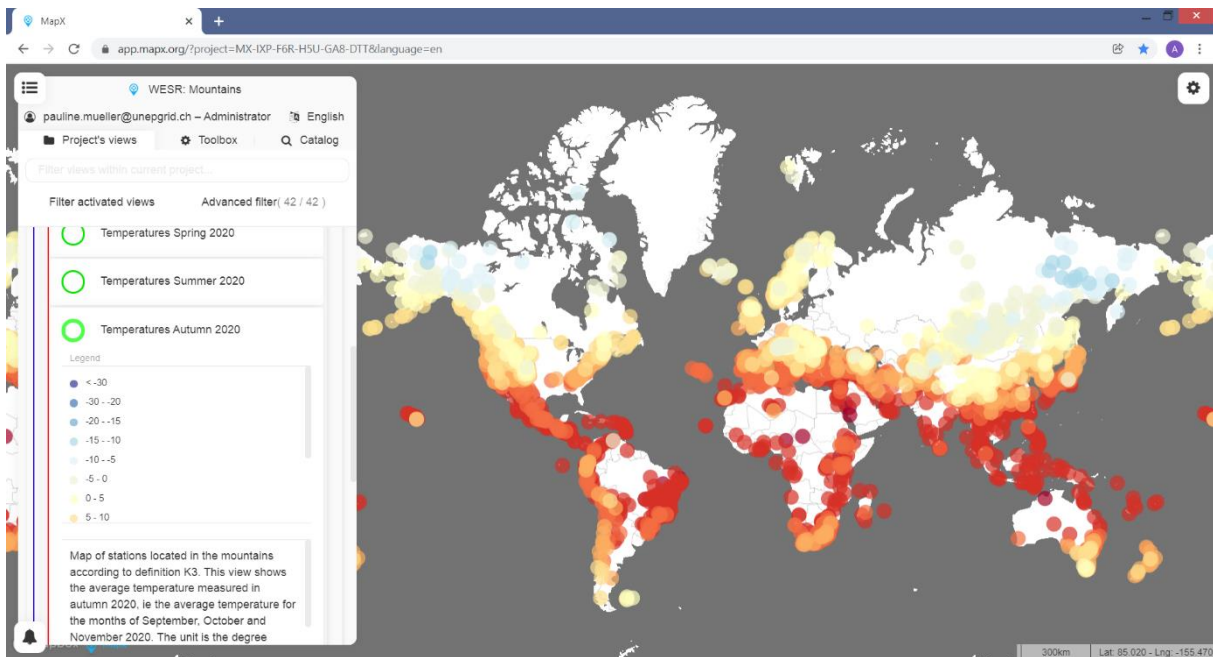 MapX
app.mapx.org/?project=MX-IXP-F6R-H5U-GA8-DTT&language=en
A
WESR: Mountains
pauline.mueller@unepgrid.ch – Administrator
English
Project's views
Toolbox
Catalog
Filter views within current project...
Filter activated views
Advanced filter( 42 / 42 )
Temperatures Spring 2020
Temperatures Summer 2020
Temperatures Autumn 2020
Legend
< -30
-30 - -20
-20 - -15
-15 - -10
-10 - -5
-5 - 0
0 - 5
5 - 10
Map of stations located in the mountains
according to definition K3. This view shows
the average temperature measured in
autumn 2020, ie the average temperature for
the months of September, October and
November 2020. The unit is the degree
300km
Lat: 85.020 - Lng: -155.470